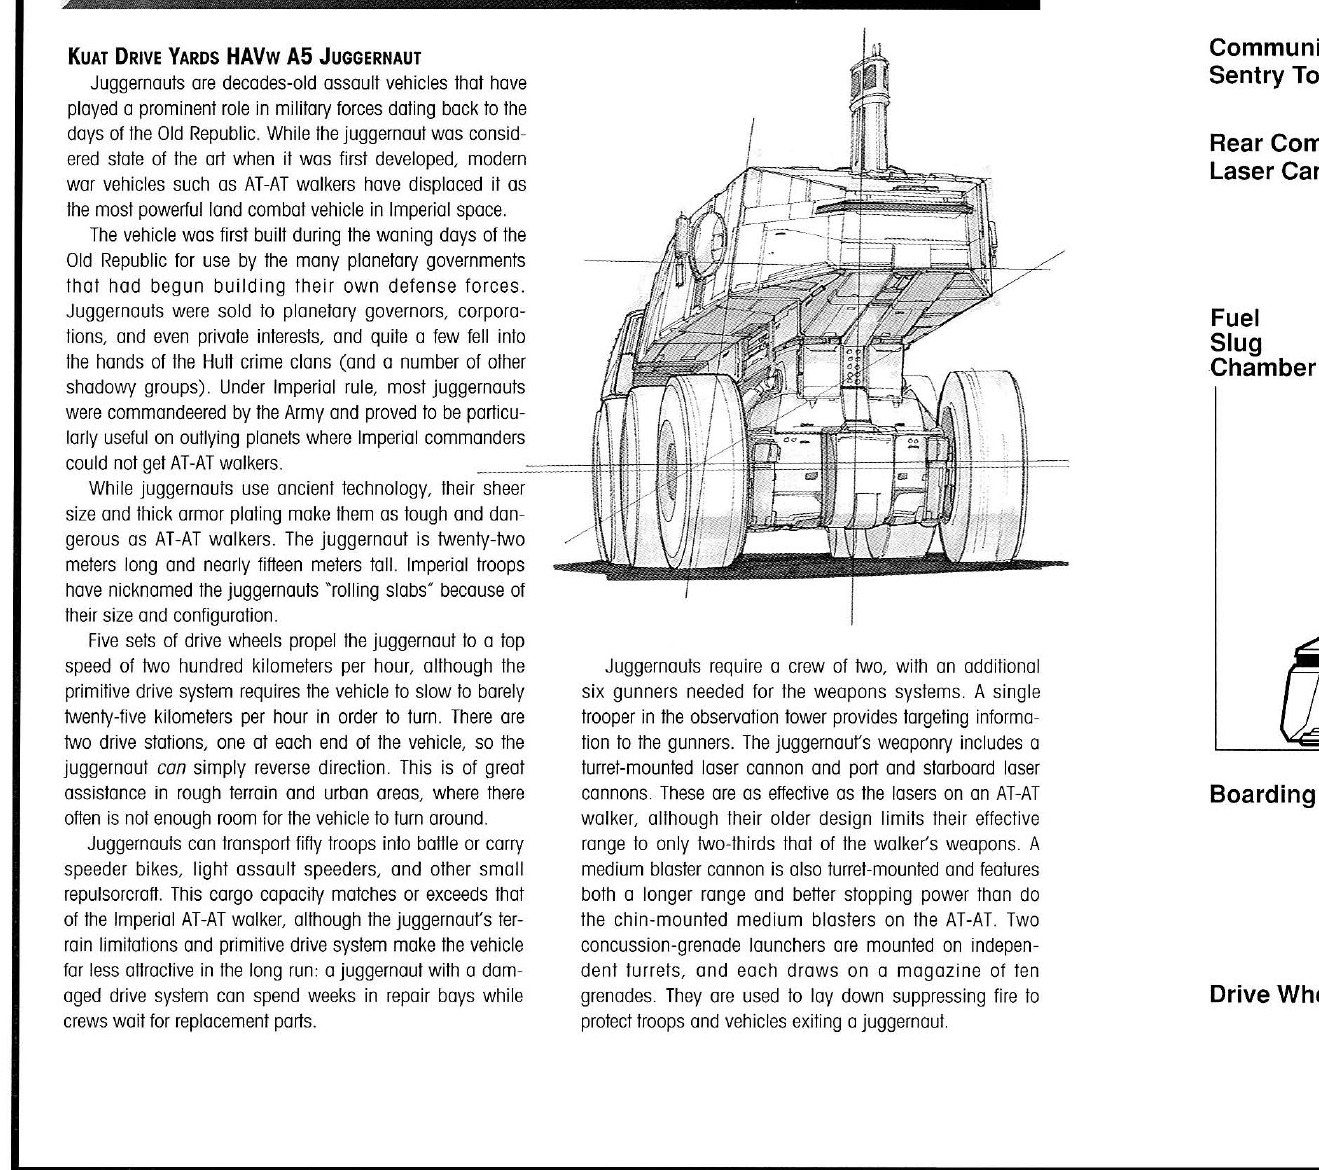 KUAT DRIVE YARDS HAVW A5 JUGGERNAUT
Juggernauts are decades-old assault vehicles that have
played a prominent role in military forces dating back to the
days of the Old Republic. While the juggernaut was consid-
ered state of the art when it was first developed, modern
war vehicles such as AT-AT walkers have displaced it as
the most powerful land combat vehicle in Imperial space.
The vehicle was first built during the waning days of the
Old Republic for use by the many planetary governments
that had begun building their own defense forces.
Juggernauts were sold to planetary governors, corpora-
tions, and even private interests, and quite a few fell into
the hands of the Hutt crime clans (and a number of other
shadowy groups). Under Imperial rule, most juggernauts
were commandeered by the Army and proved to be particu-
larly useful on outlying planets where Imperial commanders
could not get AT-AT walkers.
While juggernauts use ancient technology, their sheer
size and thick armor plating make them as tough and dan-
gerous as AT-AT walkers. The juggernaut is twenty-two
meters long and nearly fifteen meters tall. Imperial troops
have nicknamed the juggernauts "rolling slabs" because of
their size and configuration.
Five sets of drive wheels propel the juggernaut to a top
speed of two hundred kilometers per hour, although the
primitive drive system requires the vehicle to slow to barely
twenty-five kilometers per hour in order to turn. There are
two drive stations, one at each end of the vehicle, so the
juggernaut can simply reverse direction. This is of great
assistance in rough terrain and urban areas, where there
often is not enough room for the vehicle to turn around.
Juggernauts can transport fifty troops into battle or carry
speeder bikes, light assault speeders, and other small
repulsorcraft. This cargo capacity matches or exceeds that
of the Imperial AT-AT walker, although the juggernaut's ter-
rain limitations and primitive drive system make the vehicle
far less attractive in the long run: a juggernaut with a dam-
aged drive system can spend weeks in repair bays while
crews wait for replacement parts.
Juggernauts require a crew of two, with an additional
six gunners needed for the weapons systems. A single
trooper in the observation tower provides targeting informa-
tion to the gunners. The juggernaut's weaponry includes a
turret-mounted laser cannon and port and starboard laser
cannons. These are as effective as the lasers on an AT-AT
walker, although their older design limits their effective
range to only two-thirds that of the walker's weapons. A
medium blaster cannon is also turret-mounted and features
both a longer range and better stopping power than do
the chin-mounted medium blasters on the AT-AT. Two
concussion-grenade launchers are mounted on indepen-
dent turrets, and each draws on a magazine of ten
grenades. They are used to lay down suppressing fire to
protect troops and vehicles exiting a juggernaut.
Communi
Sentry To
Rear Com
Laser Can
Fuel
Slug
Chamber
Boarding
Drive Whe